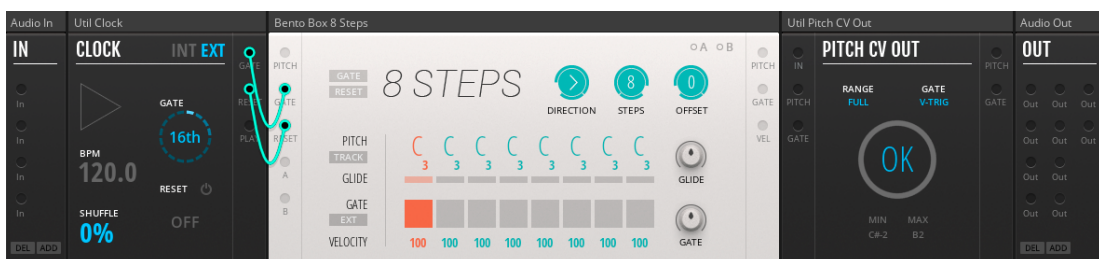 Audio In
Util Clock
Bento Box 8 Steps
Util Pitch CV Out
Audio Out
IN
In
In
In
In
DEL ADD
CLOCK INT EXT
GATE
16th
BPM
120.0
RESET
SHUFFLE
0%
OFF
GATE
RESET
PLAY
PITCH
GATE
RESET
A
B
A B
GATE
RESET
8 STEPS
> 8 0
DIRECTION STEPS OFFSET
PITCH
TRACK
C C C C C C C C
3 3 3 3 3 3 3 3
GLIDE
GLIDE
GATE
EXT
VELOCITY
100 100 100 100 100 100 100 100
GATE
PITCH
GATE
VEL
IN
PITCH
GATE
PITCH CV OUT
RANGE GATE
FULL V-TRIG
OK
MIN MAX
C#-2 B2
PITCH
GATE
OUT
Out Out Out
Out Out Out
Out Out
Out Out
DEL ADD